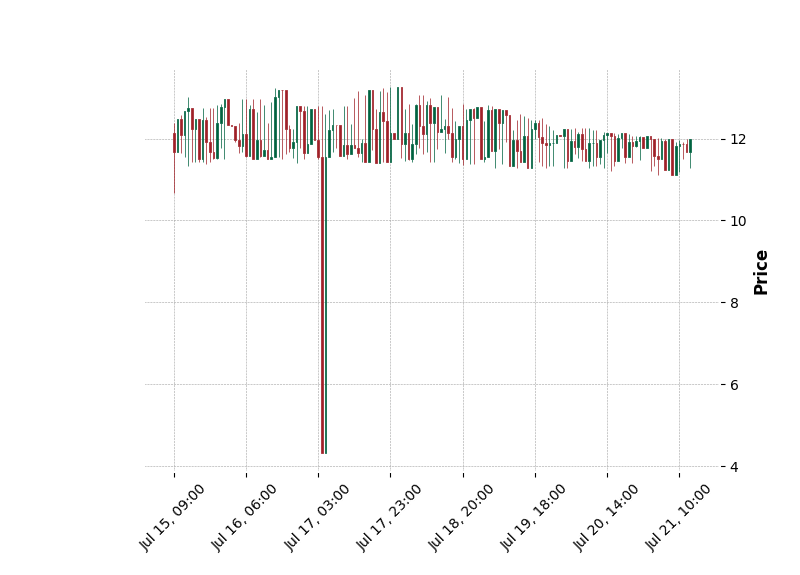 12
10
8
6
4
Price
Jul 15, 09:00
Jul 16, 06:00
Jul 17, 03:00
Jul 17, 23:00
Jul 18, 20:00
Jul 19, 18:00
Jul 20, 14:00
Jul 21, 10:00